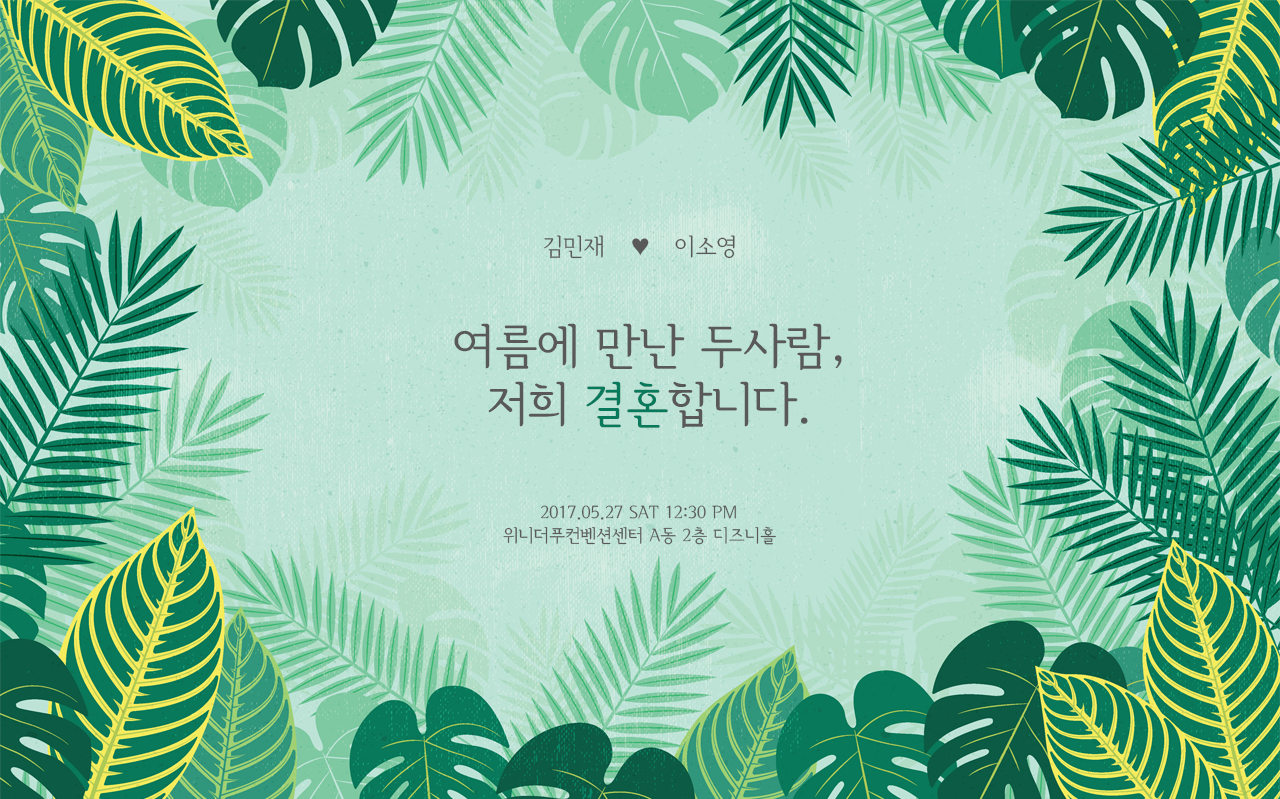 김민재 ♥ 이소영
여름에 만난 두사람,
저희 결혼합니다.
2017.05.27 SAT 12:30 PM
위니더푸컨벤션센터 A동 2층 디즈니홀